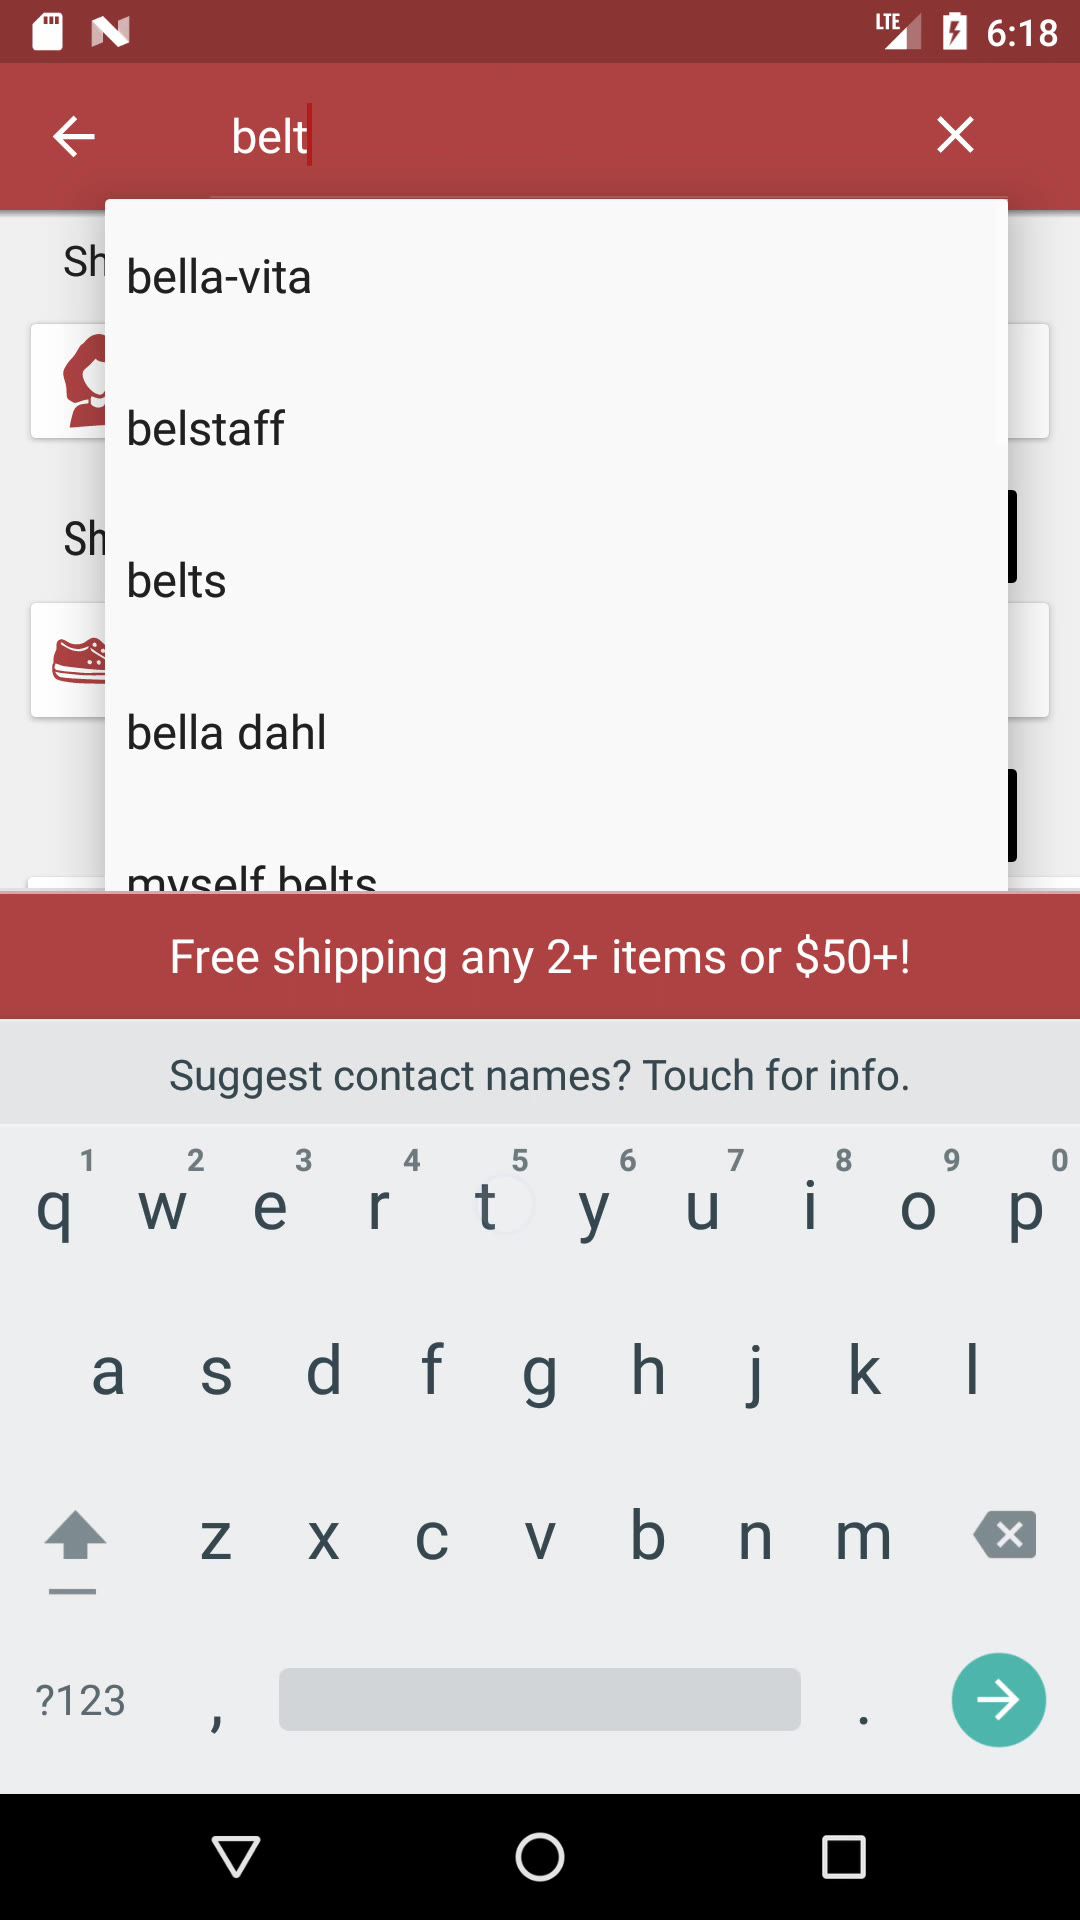 LTE 6:18
belt
Sh
bella-vita
belstaff
Sh
belts
bella dahl
myself belts
Free shipping any 2+ items or $50+!
Suggest contact names? Touch for info.
1 2 3 4 5 6 7 8 9 0
q w e r t y u i o p
a s d f g h j k l
z x c v b n m
?123 , .